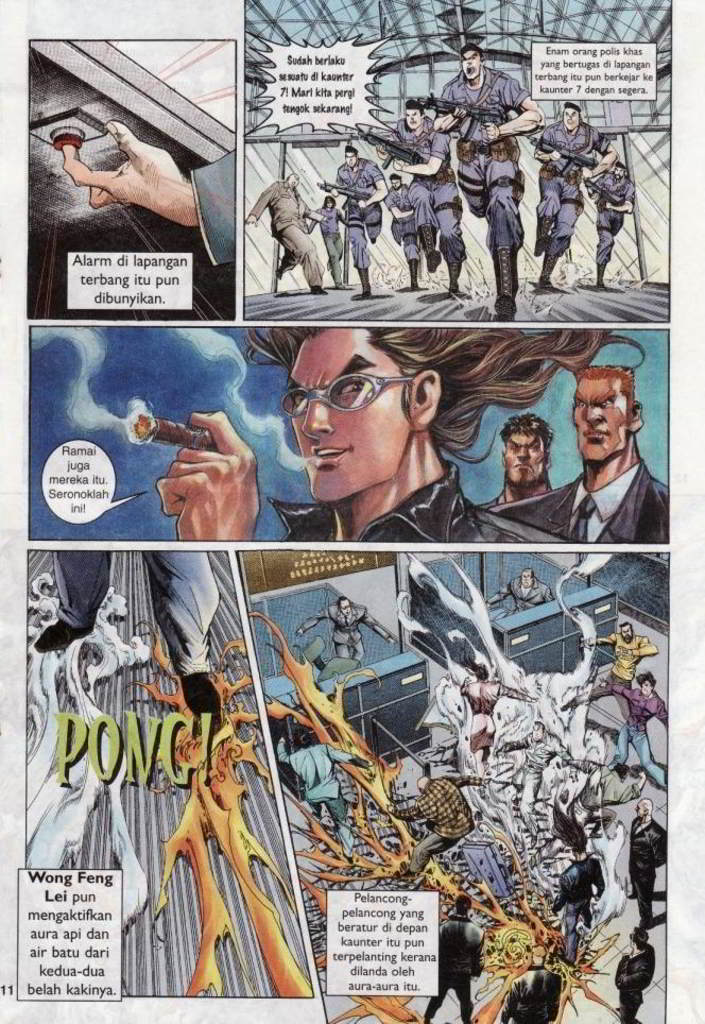 Alarm di lapangan
terbang itu pun
dibunyikan.
Sudah berlaku
sesuatu di kaunter
7! Mari kita pergi
tengok sekarang!
Enam orang polis khas
yang bertugas di lapangan
terbang itu pun berkejar ke
kaunter 7 dengan segera.
Ramai
juga
mereka itu.
Seronoklah
ini!
PONG!
Wong Feng
Lei pun
mengaktifkan
aura api dan
air batu dari
kedua-dua
belah kakinya.
Pelancong-
pelancong yang
beratur di depan
kaunter itu pun
terpelanting kerana
dilanda oleh
aura-aura itu.
11